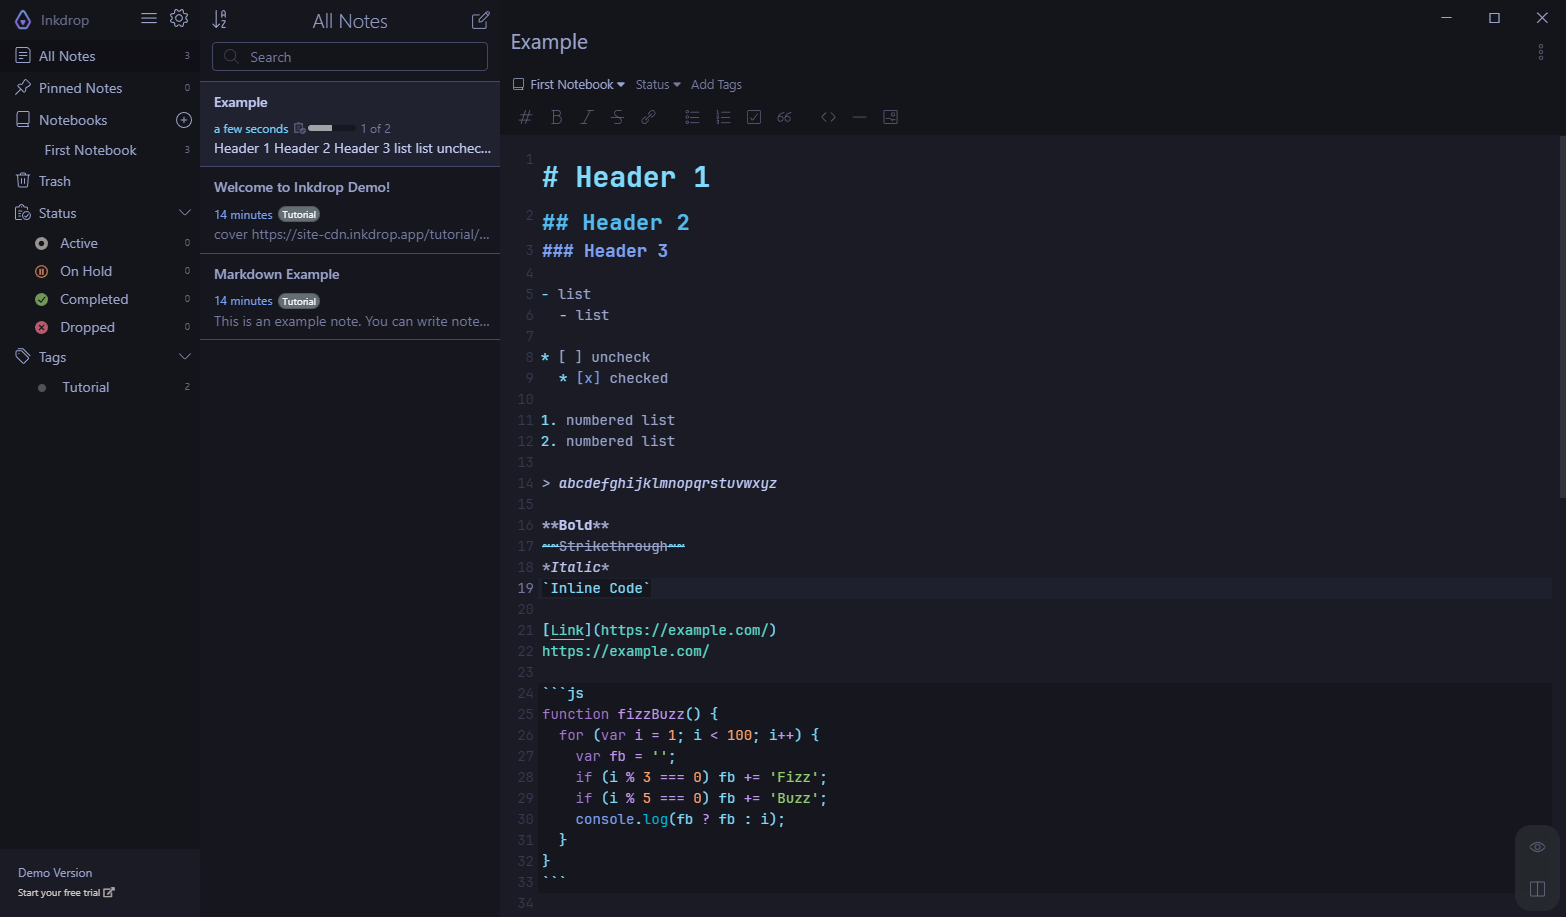 Inkdrop
All Notes 3
Pinned Notes 0
Notebooks
First Notebook 3
Trash
Status
Active 0
On Hold 0
Completed 0
Dropped 0
Tags
Tutorial 2
Demo Version
Start your free trial
All Notes
Search
Example
a few seconds 1 of 2
Header 1 Header 2 Header 3 list list unchec...
Welcome to Inkdrop Demo!
14 minutes Tutorial
cover https://site-cdn.inkdrop.app/tutorial/...
Markdown Example
14 minutes Tutorial
This is an example note. You can write note...
Example
First Notebook Status Add Tags
1 # Header 1
2 ## Header 2
3 ### Header 3
4
5 - list
6   - list
7
8 * [ ] uncheck
9   * [x] checked
10
11 1. numbered list
12 2. numbered list
13
14 > abcdefghijklmnopqrstuvwxyz
15
16 **Bold**
17 ~~Strikethrough~~
18 *Italic*
19 `Inline Code`
20
21 [Link](https://example.com/)
22 https://example.com/
23
24 ```js
25 function fizzBuzz() {
26   for (var i = 1; i < 100; i++) {
27     var fb = '';
28     if (i % 3 === 0) fb += 'Fizz';
29     if (i % 5 === 0) fb += 'Buzz';
30     console.log(fb ? fb : i);
31   }
32 }
33 ```
34